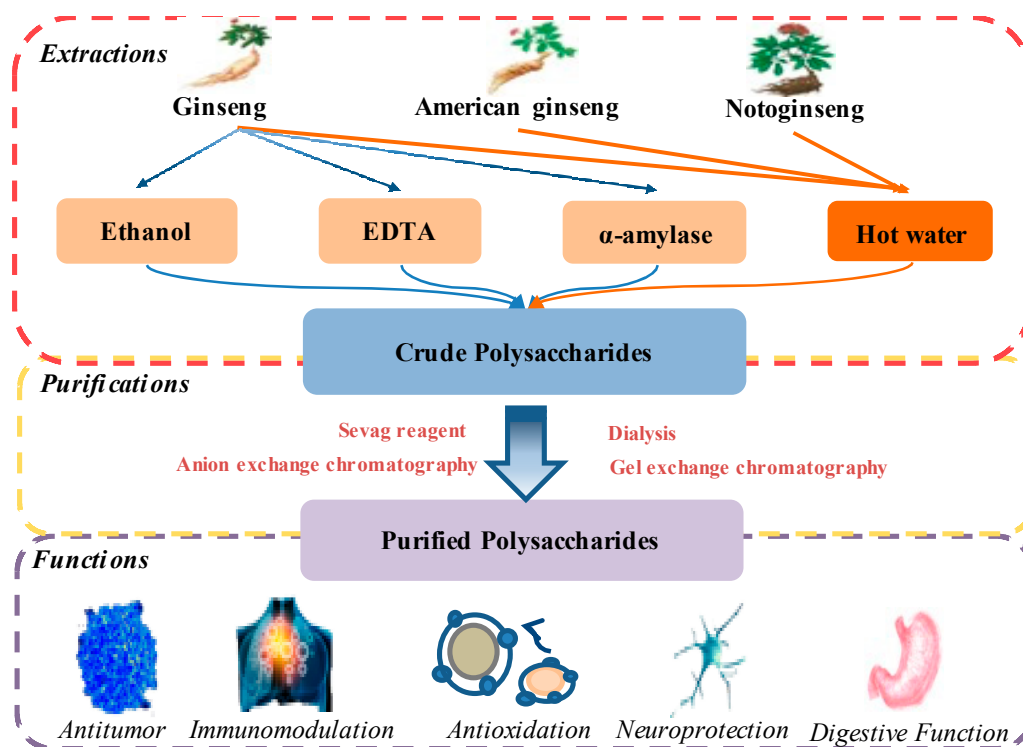 Extractions
Ginseng
American ginseng
Notoginseng
Ethanol
EDTA
α-amylase
Hot water
Crude Polysaccharides
Purifications
Sevag reagent
Dialysis
Anion exchange chromatography
Gel exchange chromatography
Purified Polysaccharides
Functions
Antitumor
Immunomodulation
Antioxidation
Neuroprotection
Digestive Function